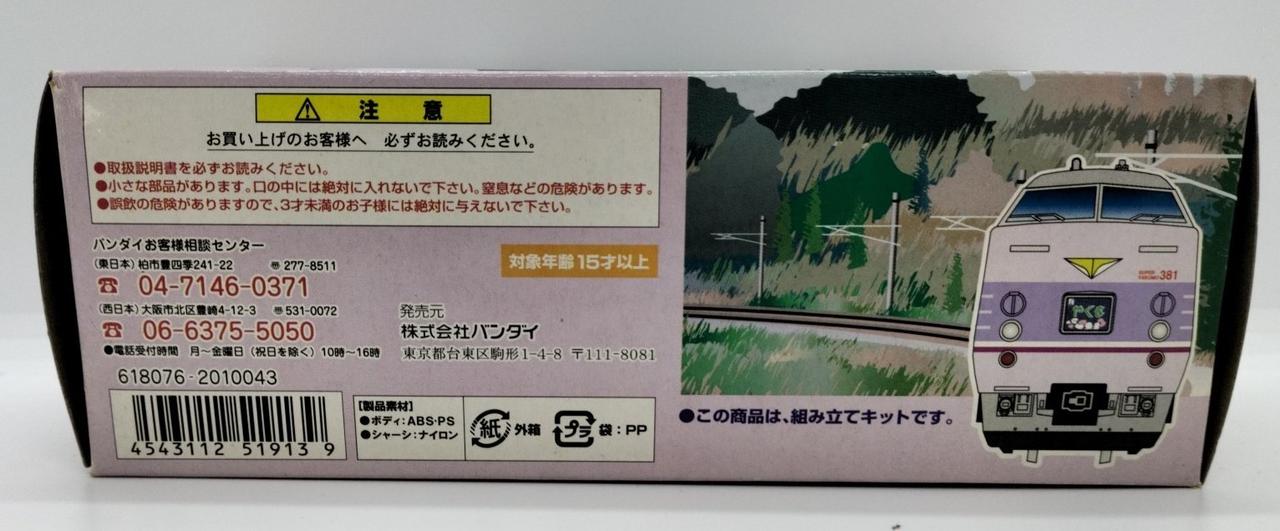 注意
お買い上げのお客様へ 必ずお読みください。
●取扱説明書を必ずお読みください。
●小さな部品があります。口の中には絶対に入れないで下さい。窒息などの危険があります。
●誤飲の危険がありますので、3才未満のお子様には絶対に与えないで下さい。
バンダイお客様相談センター
(東日本) 柏市豊四季241-22 〠277-8511
☎ 04-7146-0371
(西日本) 大阪市北区豊崎4-12-3 〠531-0072
☎ 06-6375-5050
●電話受付時間 月〜金曜日(祝日を除く)10時〜16時
618076-2010043
対象年齢15才以上
発売元
株式会社バンダイ
東京都台東区駒形1-4-8 〒111-8081
4543112 51913 9
【製品素材】
●ボディ:ABS・PS
●シャーシ:ナイロン
紙 外箱
プラ 袋:PP
●この商品は、組み立てキットです。
SUPER YAKUMO 381
やくも